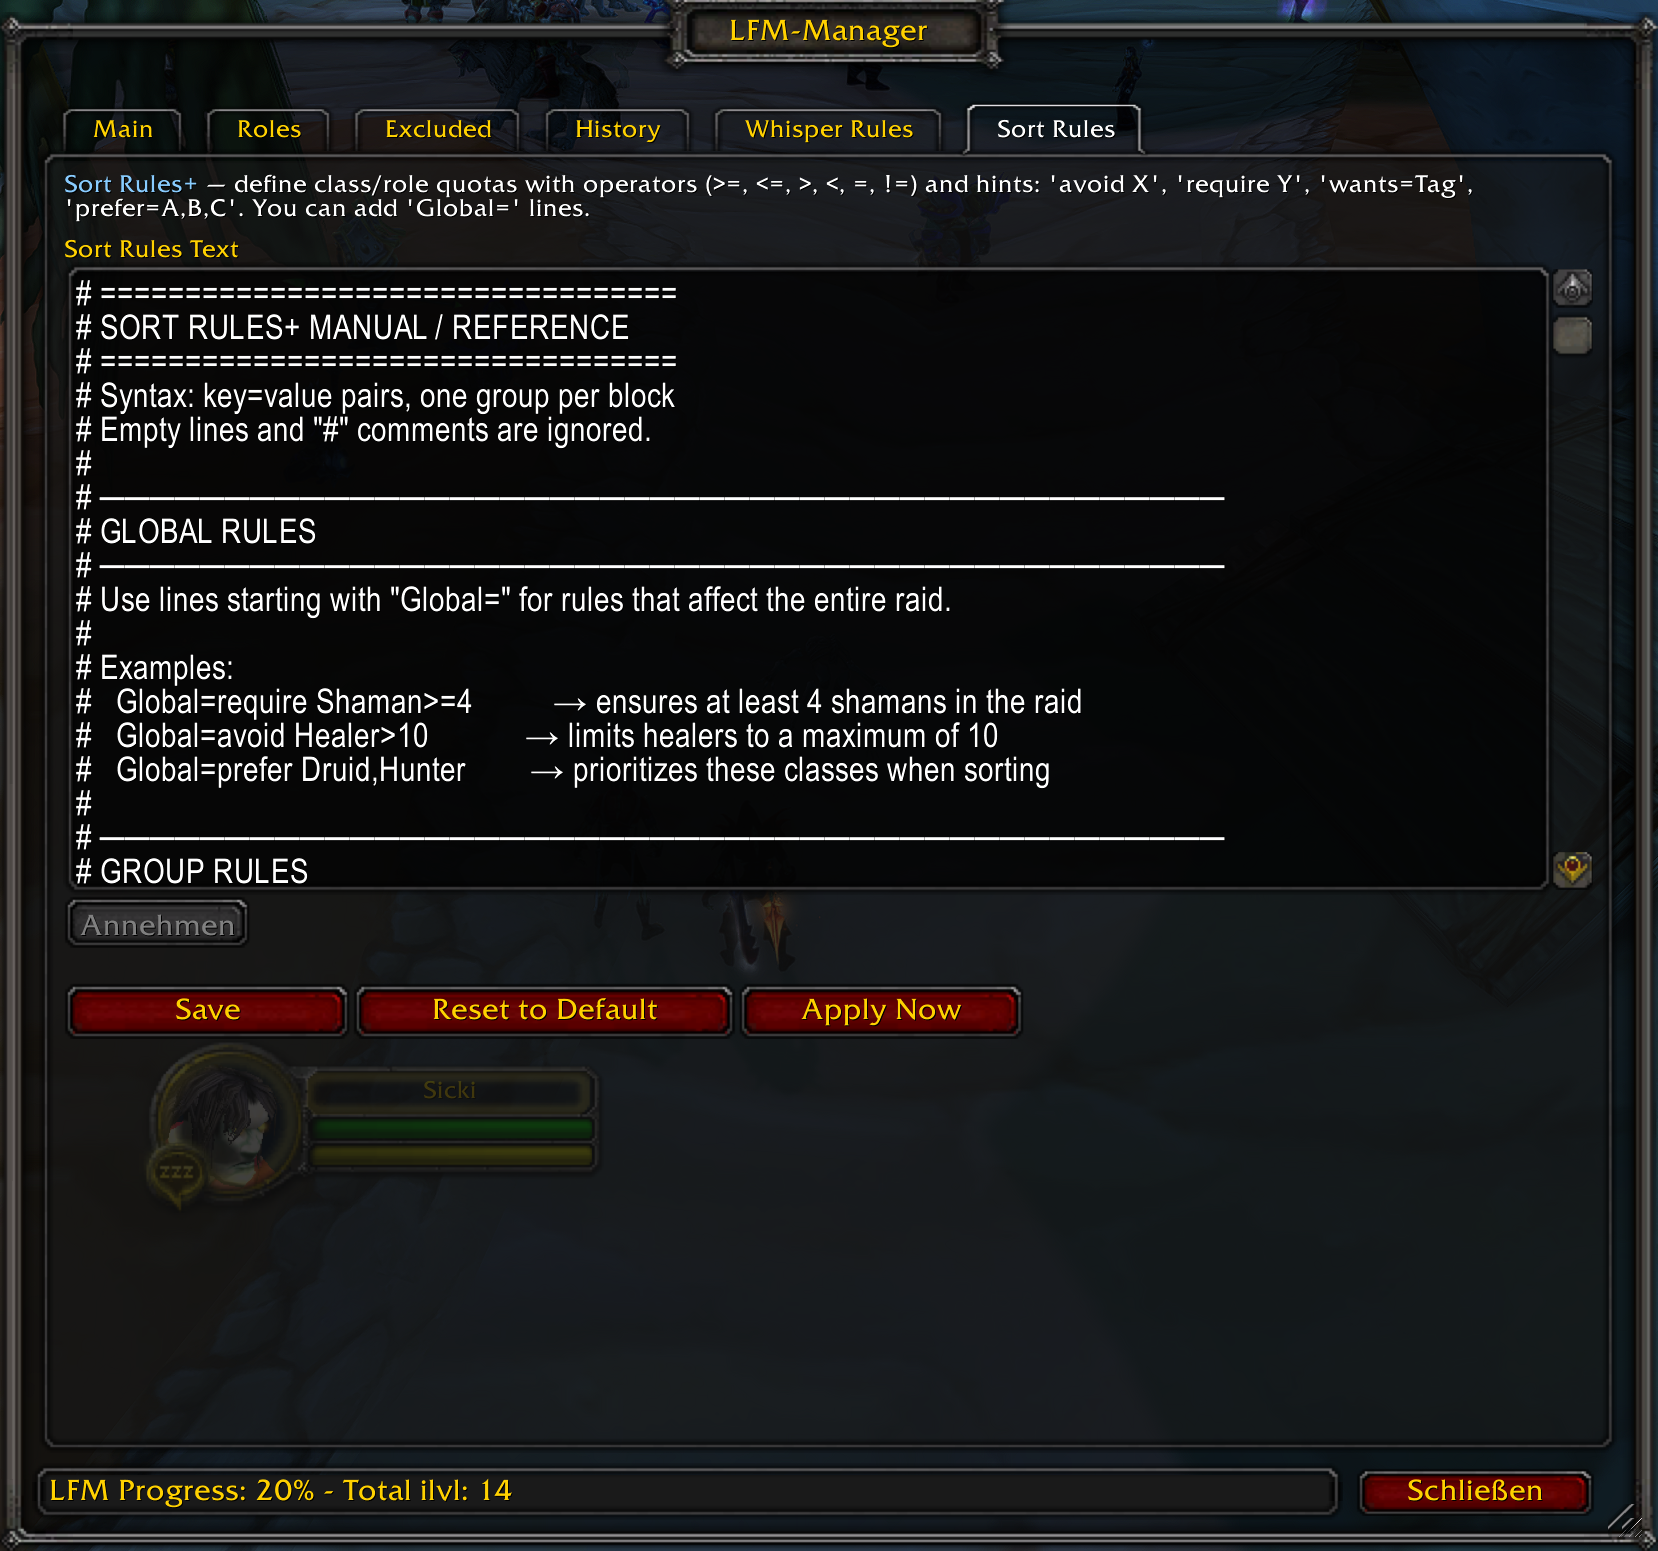 LFM-Manager
Main Roles Excluded History Whisper Rules Sort Rules
Sort Rules+ — define class/role quotas with operators (>=, <=, >, <, =, !=) and hints: 'avoid X', 'require Y', 'wants=Tag',
'prefer=A,B,C'. You can add 'Global=' lines.
Sort Rules Text
# ==================================
# SORT RULES+ MANUAL / REFERENCE
# ==================================
# Syntax: key=value pairs, one group per block
# Empty lines and "#" comments are ignored.
#
# —————————————————————————————————————————————
# GLOBAL RULES
# —————————————————————————————————————————————
# Use lines starting with "Global=" for rules that affect the entire raid.
#
# Examples:
#   Global=require Shaman>=4          → ensures at least 4 shamans in the raid
#   Global=avoid Healer>10            → limits healers to a maximum of 10
#   Global=prefer Druid,Hunter        → prioritizes these classes when sorting
#
# —————————————————————————————————————————————
# GROUP RULES
Annehmen
Save Reset to Default Apply Now
Sicki
zzz
LFM Progress: 20% - Total ilvl: 14
Schließen